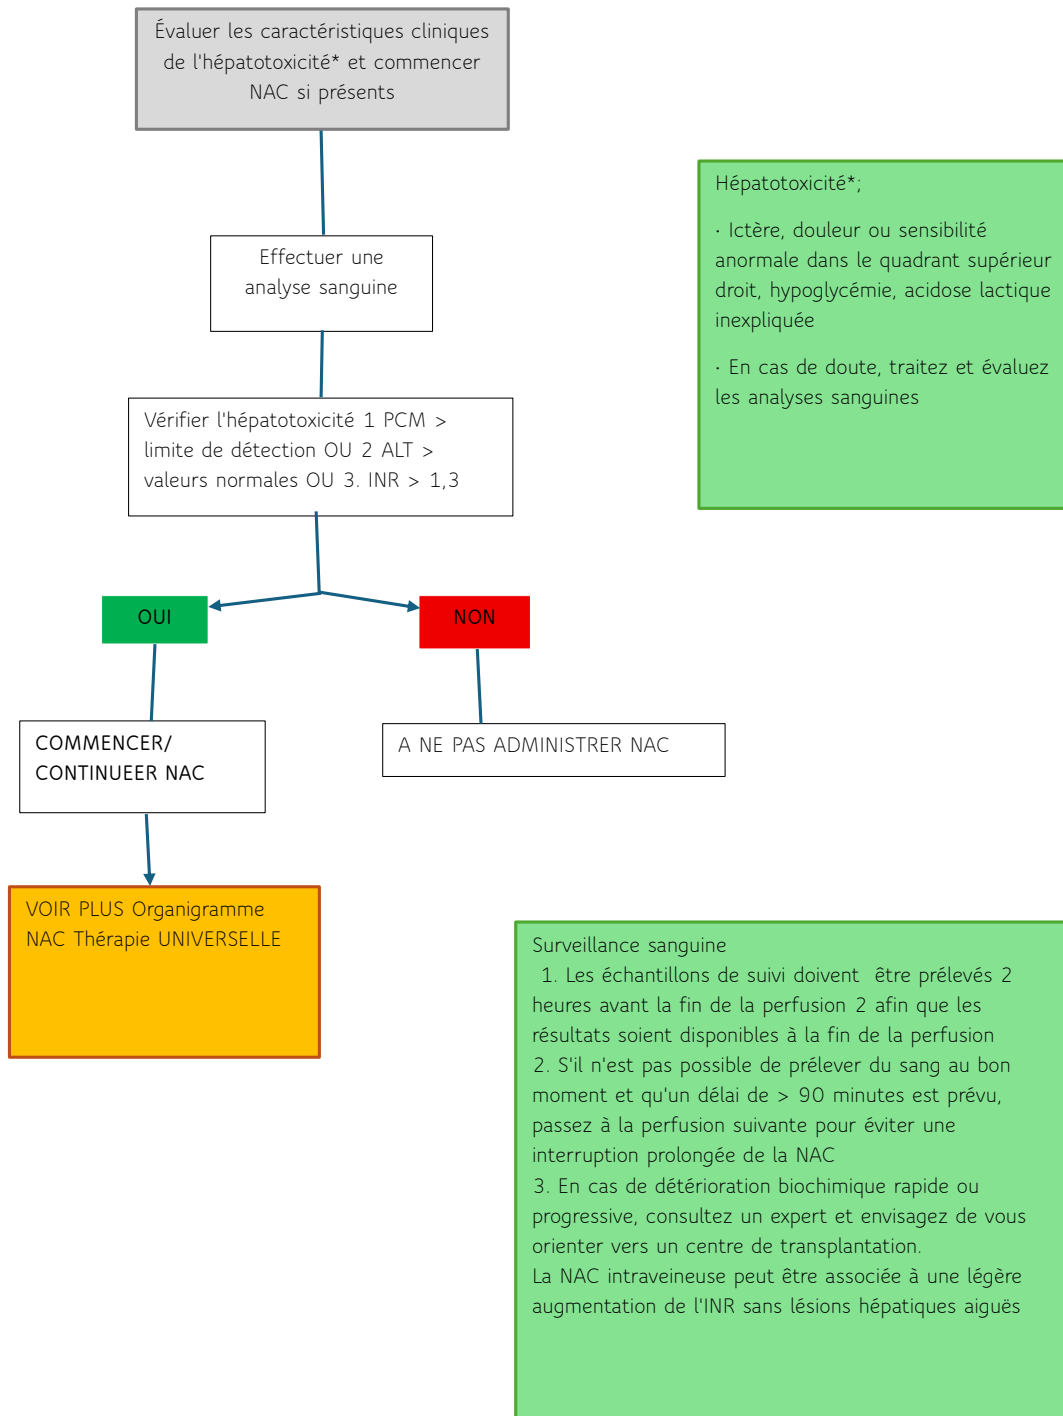 Évaluer les caractéristiques cliniques
de l'hépatotoxicité* et commencer
NAC si présents
Hépatotoxicité*;
· Ictère, douleur ou sensibilité
anormale dans le quadrant supérieur
droit, hypoglycémie, acidose lactique
inexpliquée
· En cas de doute, traitez et évaluez
les analyses sanguines
Effectuer une
analyse sanguine
Vérifier l'hépatotoxicité 1 PCM >
limite de détection OU 2 ALT >
valeurs normales OU 3. INR > 1,3
OUI
NON
COMMENCER/
CONTINUEER NAC
A NE PAS ADMINISTRER NAC
VOIR PLUS Organigramme
NAC Thérapie UNIVERSELLE
Surveillance sanguine
1. Les échantillons de suivi doivent être prélevés 2
heures avant la fin de la perfusion 2 afin que les
résultats soient disponibles à la fin de la perfusion
2. S'il n'est pas possible de prélever du sang au bon
moment et qu'un délai de > 90 minutes est prévu,
passez à la perfusion suivante pour éviter une
interruption prolongée de la NAC
3. En cas de détérioration biochimique rapide ou
progressive, consultez un expert et envisagez de vous
orienter vers un centre de transplantation.
La NAC intraveineuse peut être associée à une légère
augmentation de l'INR sans lésions hépatiques aiguës